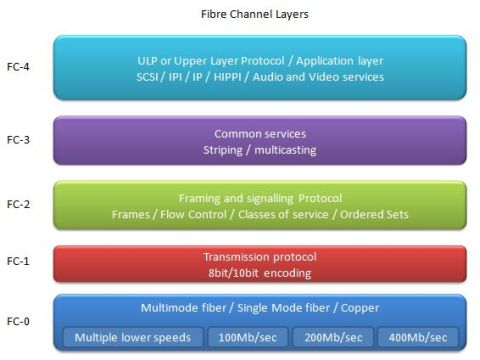 Fibre Channel Layers
FC-4
ULP or Upper Layer Protocol / Application layer
SCSI / IPI / IP / HIPPI / Audio and Video services
FC-3
Common services
Striping / multicasting
FC-2
Framing and signalling Protocol
Frames / Flow Control / Classes of service / Ordered Sets
FC-1
Transmission protocol
8bit/10bit encoding
FC-0
Multimode fiber / Single Mode fiber / Copper
Multiple lower speeds 100Mb/sec 200Mb/sec 400Mb/sec